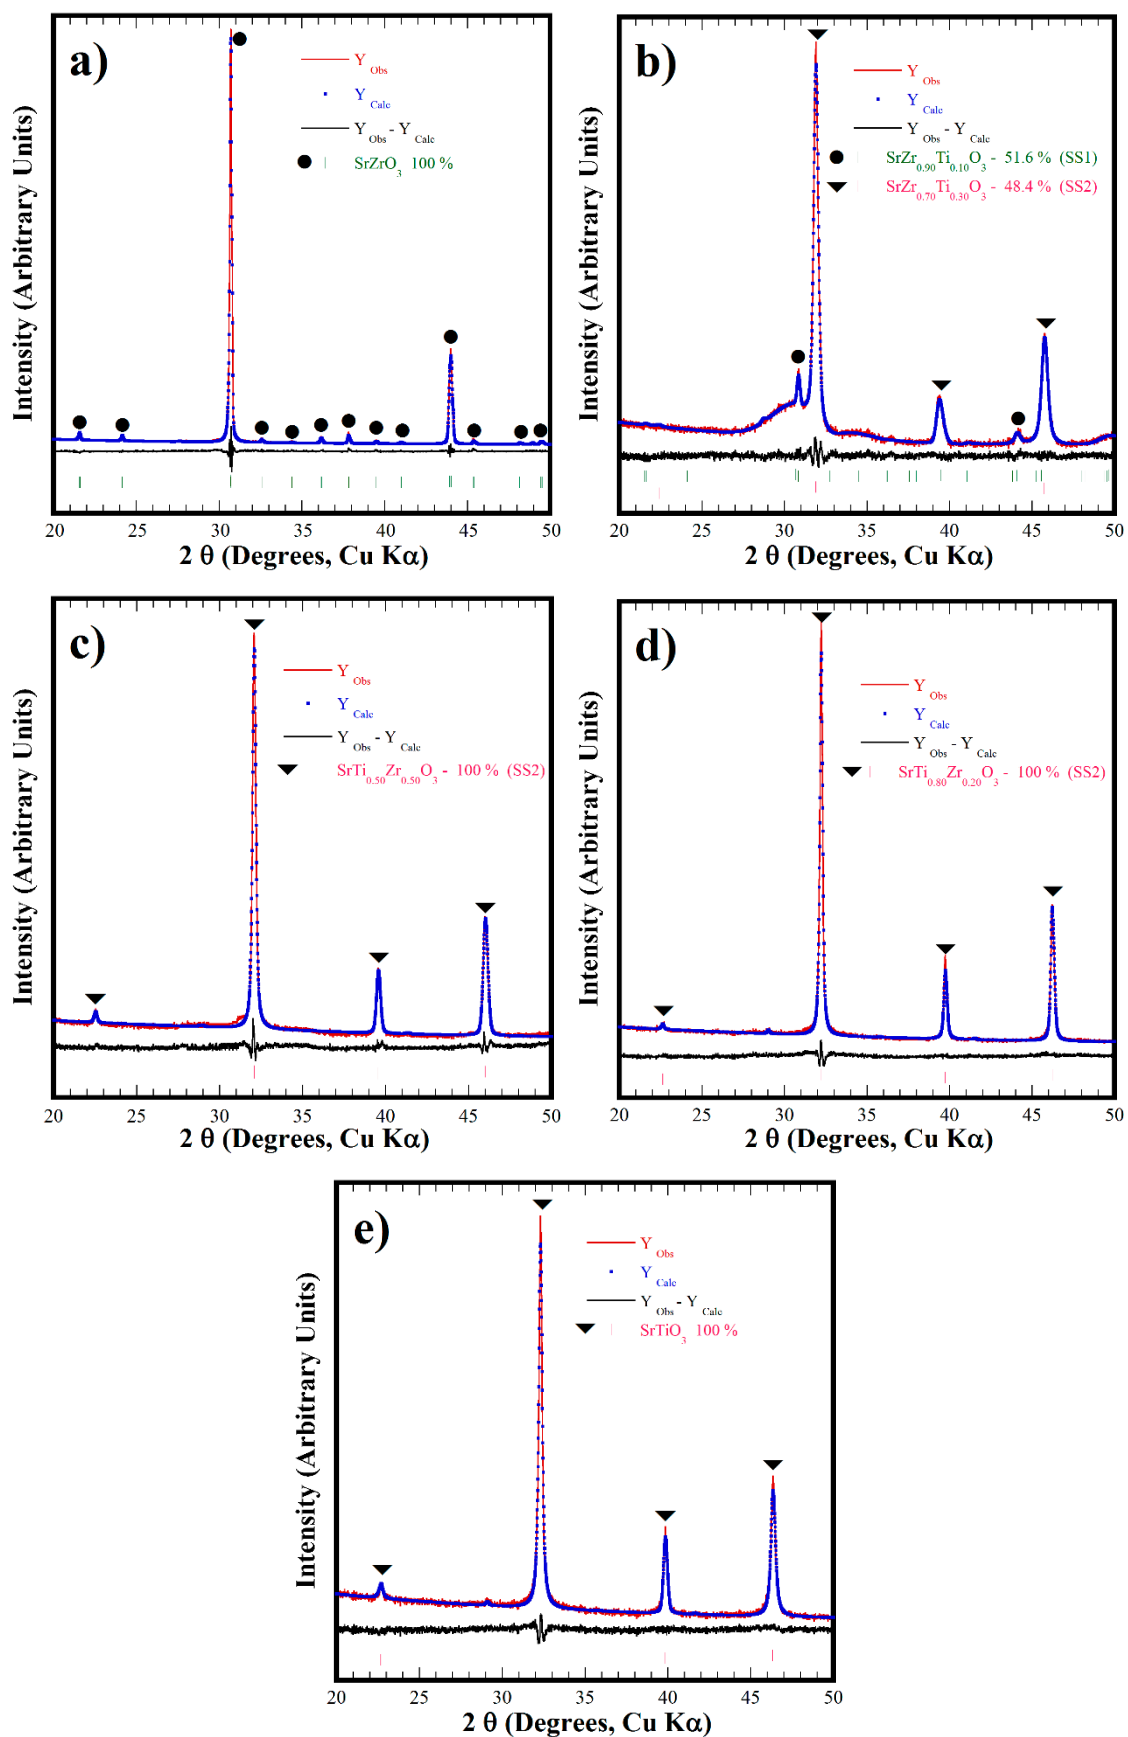 a)
Y Obs
Y Calc
Y Obs - Y Calc
SrZrO3 100 %
Intensity (Arbitrary Units)
20 25 30 35 40 45 50
2 θ (Degrees, Cu Kα)
b)
Y Obs
Y Calc
Y Obs - Y Calc
SrZr0.90Ti0.10O3 - 51.6 % (SS1)
SrZr0.70Ti0.30O3 - 48.4 % (SS2)
Intensity (Arbitrary Units)
20 25 30 35 40 45 50
2 θ (Degrees, Cu Kα)
c)
Y Obs
Y Calc
Y Obs - Y Calc
SrTi0.50Zr0.50O3 - 100 % (SS2)
Intensity (Arbitrary Units)
20 25 30 35 40 45 50
2 θ (Degrees, Cu Kα)
d)
Y Obs
Y Calc
Y Obs - Y Calc
SrTi0.80Zr0.20O3 - 100 % (SS2)
Intensity (Arbitrary Units)
20 25 30 35 40 45 50
2 θ (Degrees, Cu Kα)
e)
Y Obs
Y Calc
Y Obs - Y Calc
SrTiO3 100 %
Intensity (Arbitrary Units)
20 25 30 35 40 45 50
2 θ (Degrees, Cu Kα)